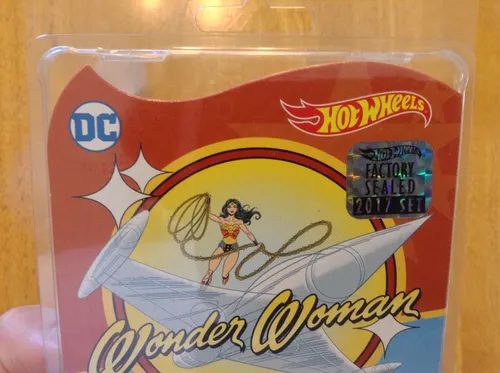 DC
HOT WHEELS
Hot Wheels
FACTORY
SEALED
2017 SET
Wonder Woman